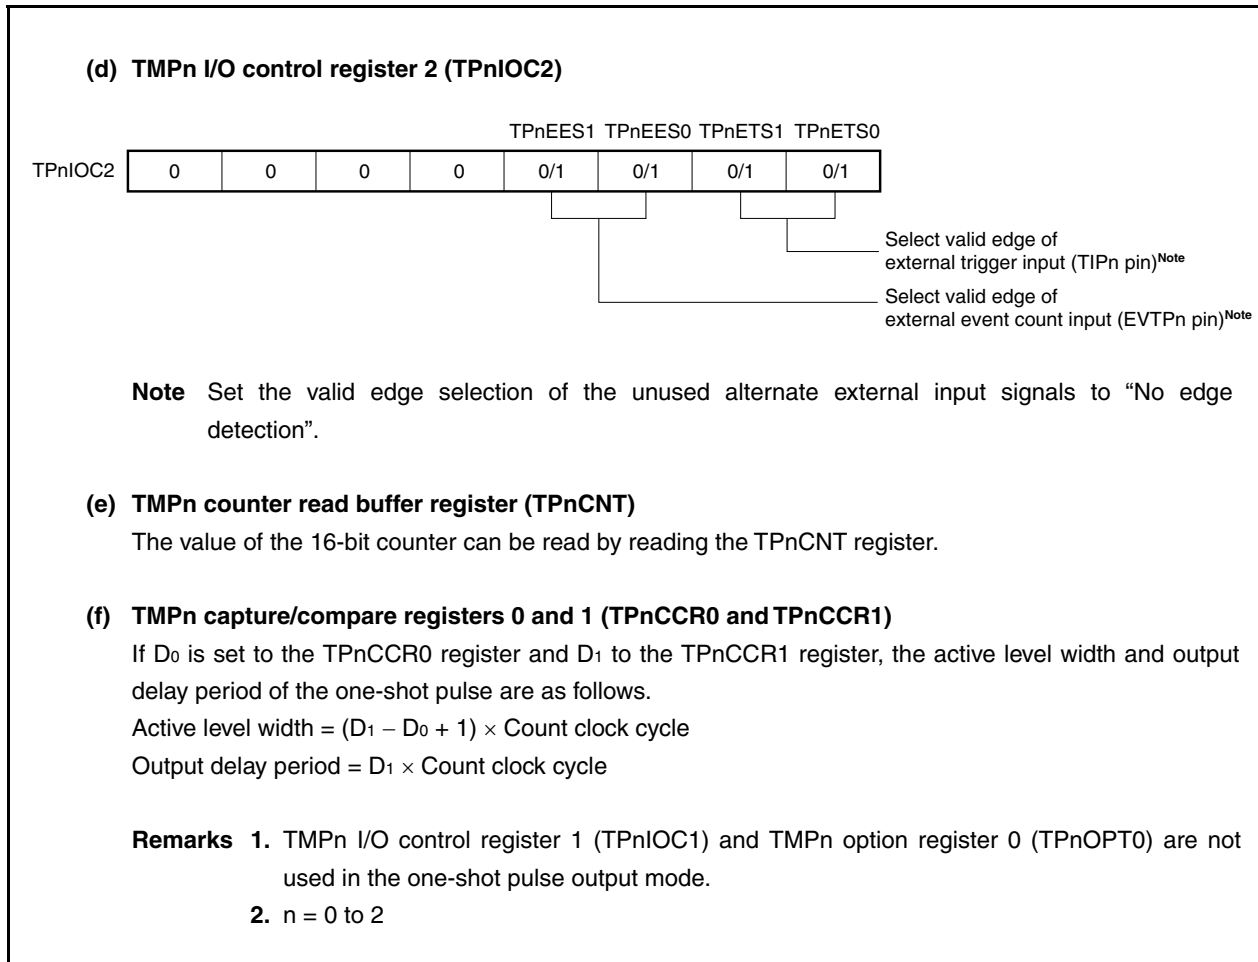 (d) TMPn I/O control register 2 (TPnIOC2)
TPnEES1 TPnEES0 TPnETS1 TPnETS0
TPnIOC2 0 0 0 0 0/1 0/1 0/1 0/1
Select valid edge of
external trigger input (TIPn pin)Note
Select valid edge of
external event count input (EVTPn pin)Note
Note Set the valid edge selection of the unused alternate external input signals to “No edge
detection”.
(e) TMPn counter read buffer register (TPnCNT)
The value of the 16-bit counter can be read by reading the TPnCNT register.
(f) TMPn capture/compare registers 0 and 1 (TPnCCR0 and TPnCCR1)
If D0 is set to the TPnCCR0 register and D1 to the TPnCCR1 register, the active level width and output
delay period of the one-shot pulse are as follows.
Active level width = (D1 − D0 + 1) × Count clock cycle
Output delay period = D1 × Count clock cycle
Remarks 1. TMPn I/O control register 1 (TPnIOC1) and TMPn option register 0 (TPnOPT0) are not
used in the one-shot pulse output mode.
2. n = 0 to 2